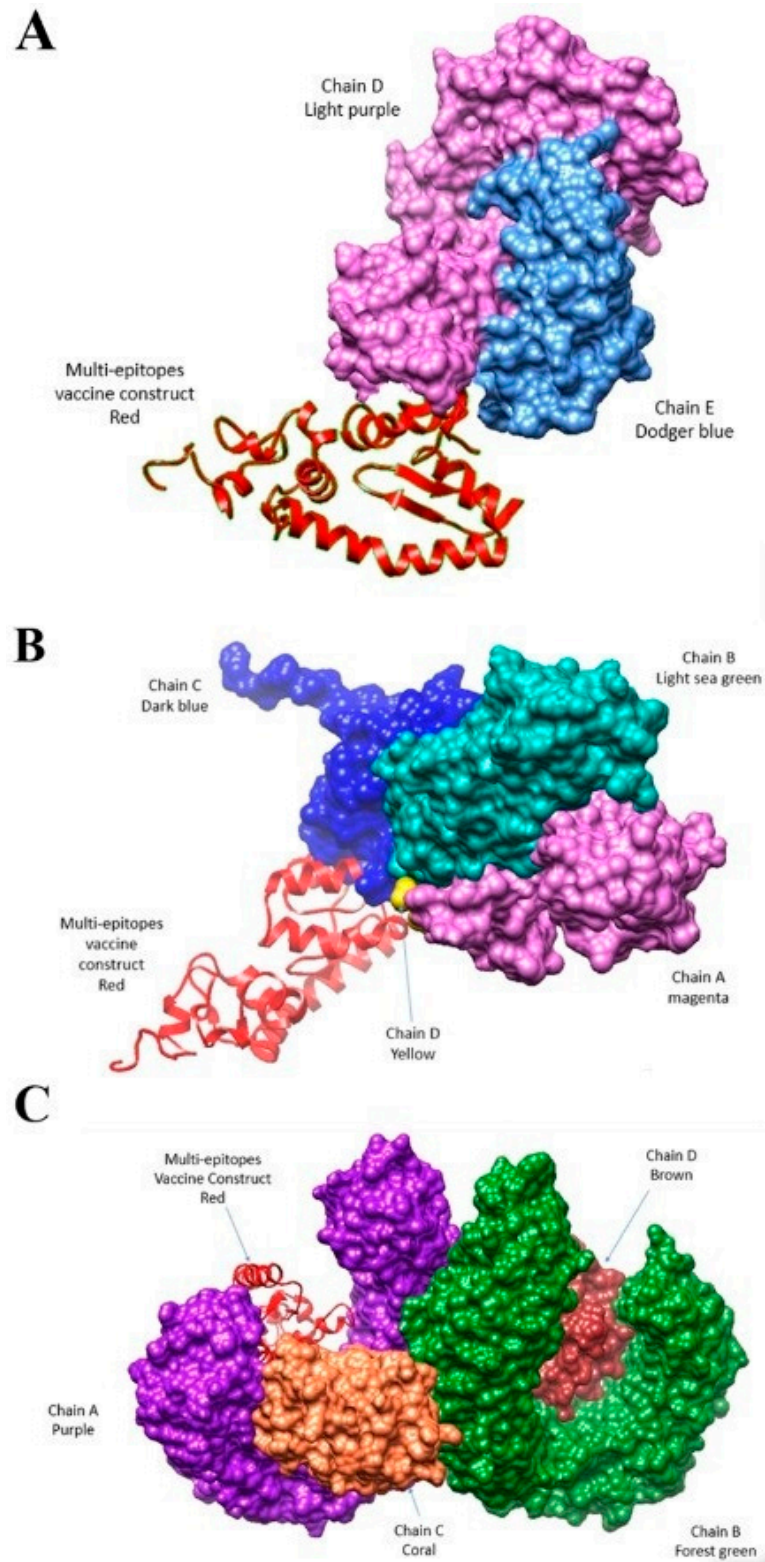 A
Chain D
Light purple
Multi-epitopes
vaccine construct
Red
Chain E
Dodger blue
B
Chain C
Dark blue
Chain B
Light sea green
Multi-epitopes
vaccine
construct
Red
Chain A
magenta
Chain D
Yellow
C
Multi-epitopes
Vaccine Construct
Red
Chain D
Brown
Chain A
Purple
Chain C
Coral
Chain B
Forest green